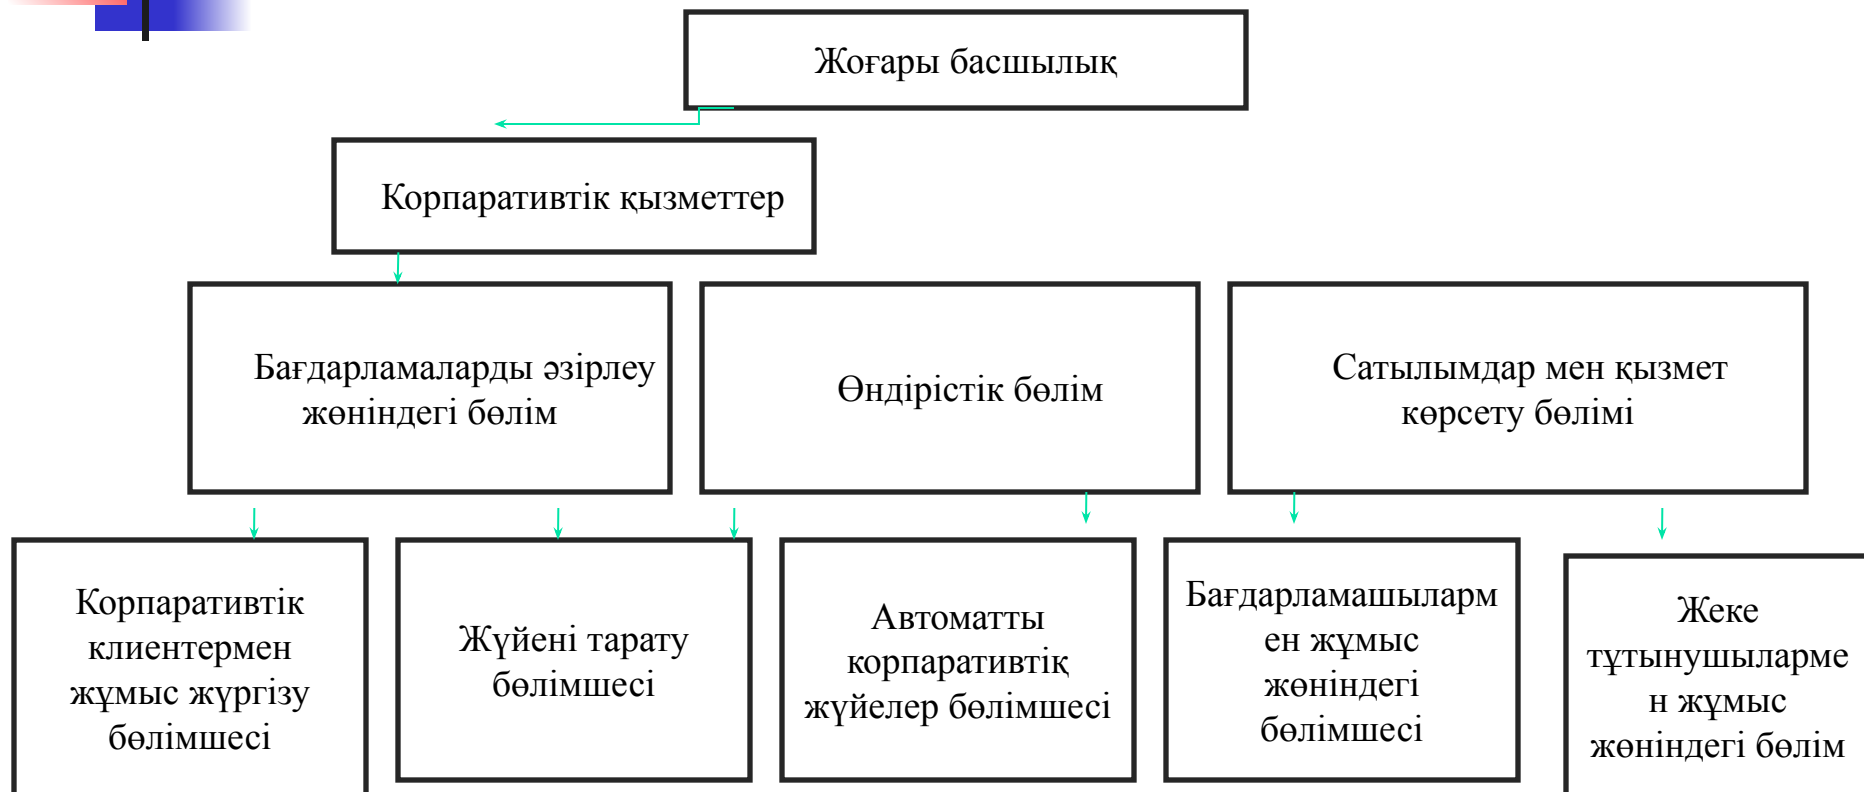 Жоғары басшылық
Корпаративтік қызметтер
Бағдарламаларды әзірлеу
жөніндегі бөлім
Өндірістік бөлім
Сатылымдар мен қызмет
көрсету бөлімі
Корпаративтік
клиентермен
жұмыс жүргізу
бөлімшесі
Жүйені тарату
бөлімшесі
Автоматты
корпаративтіқ
жүйелер бөлімшесі
Бағдарламашыларм
ен жұмыс
жөніндегі
бөлімшесі
Жеке
тұтынушыларме
н жұмыс
жөніндегі бөлім